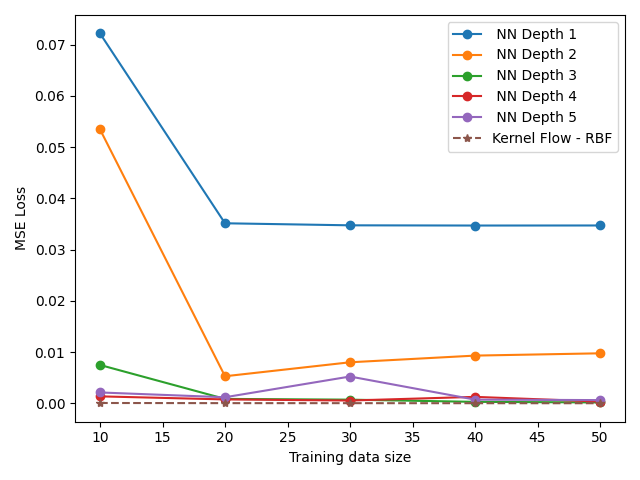 NN Depth 1
NN Depth 2
NN Depth 3
NN Depth 4
NN Depth 5
Kernel Flow - RBF
MSE Loss
0.07
0.06
0.05
0.04
0.03
0.02
0.01
0.00
10 15 20 25 30 35 40 45 50
Training data size